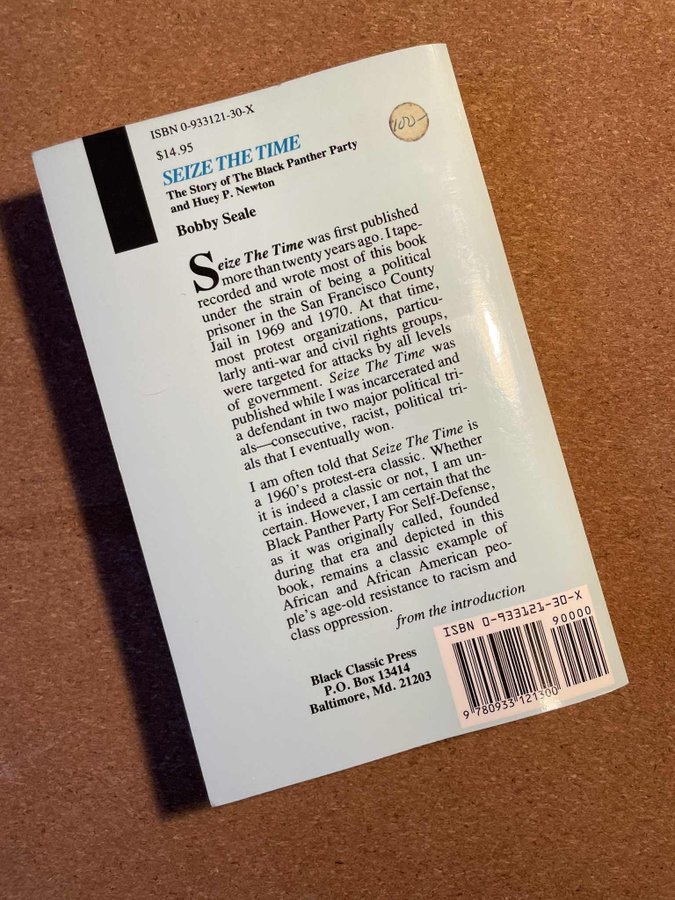 ISBN 0-933121-30-X
$14.95
100-
SEIZE THE TIME
The Story of The Black Panther Party
and Huey P. Newton
Bobby Seale
Seize The Time was first published
more than twenty years ago. I tape-
recorded and wrote most of this book
under the strain of being a political
prisoner in the San Francisco County
Jail in 1969 and 1970. At that time,
most protest organizations, particu-
larly anti-war and civil rights groups,
were targeted for attacks by all levels
of government. Seize The Time was
published while I was incarcerated and
a defendant in two major political tri-
als—consecutive, racist, political tri-
als that I eventually won.
I am often told that Seize The Time is
a 1960's protest-era classic. Whether
it is indeed a classic or not, I am un-
certain. However, I am certain that the
Black Panther Party For Self-Defense,
as it was originally called, founded
during that era and depicted in this
book, remains a classic example of
African and African American peo-
ple's age-old resistance to racism and
class oppression.
from the introduction
Black Classic Press
P.O. Box 13414
Baltimore, Md. 21203
ISBN 0-933121-30-X
90000
9 780933 121300